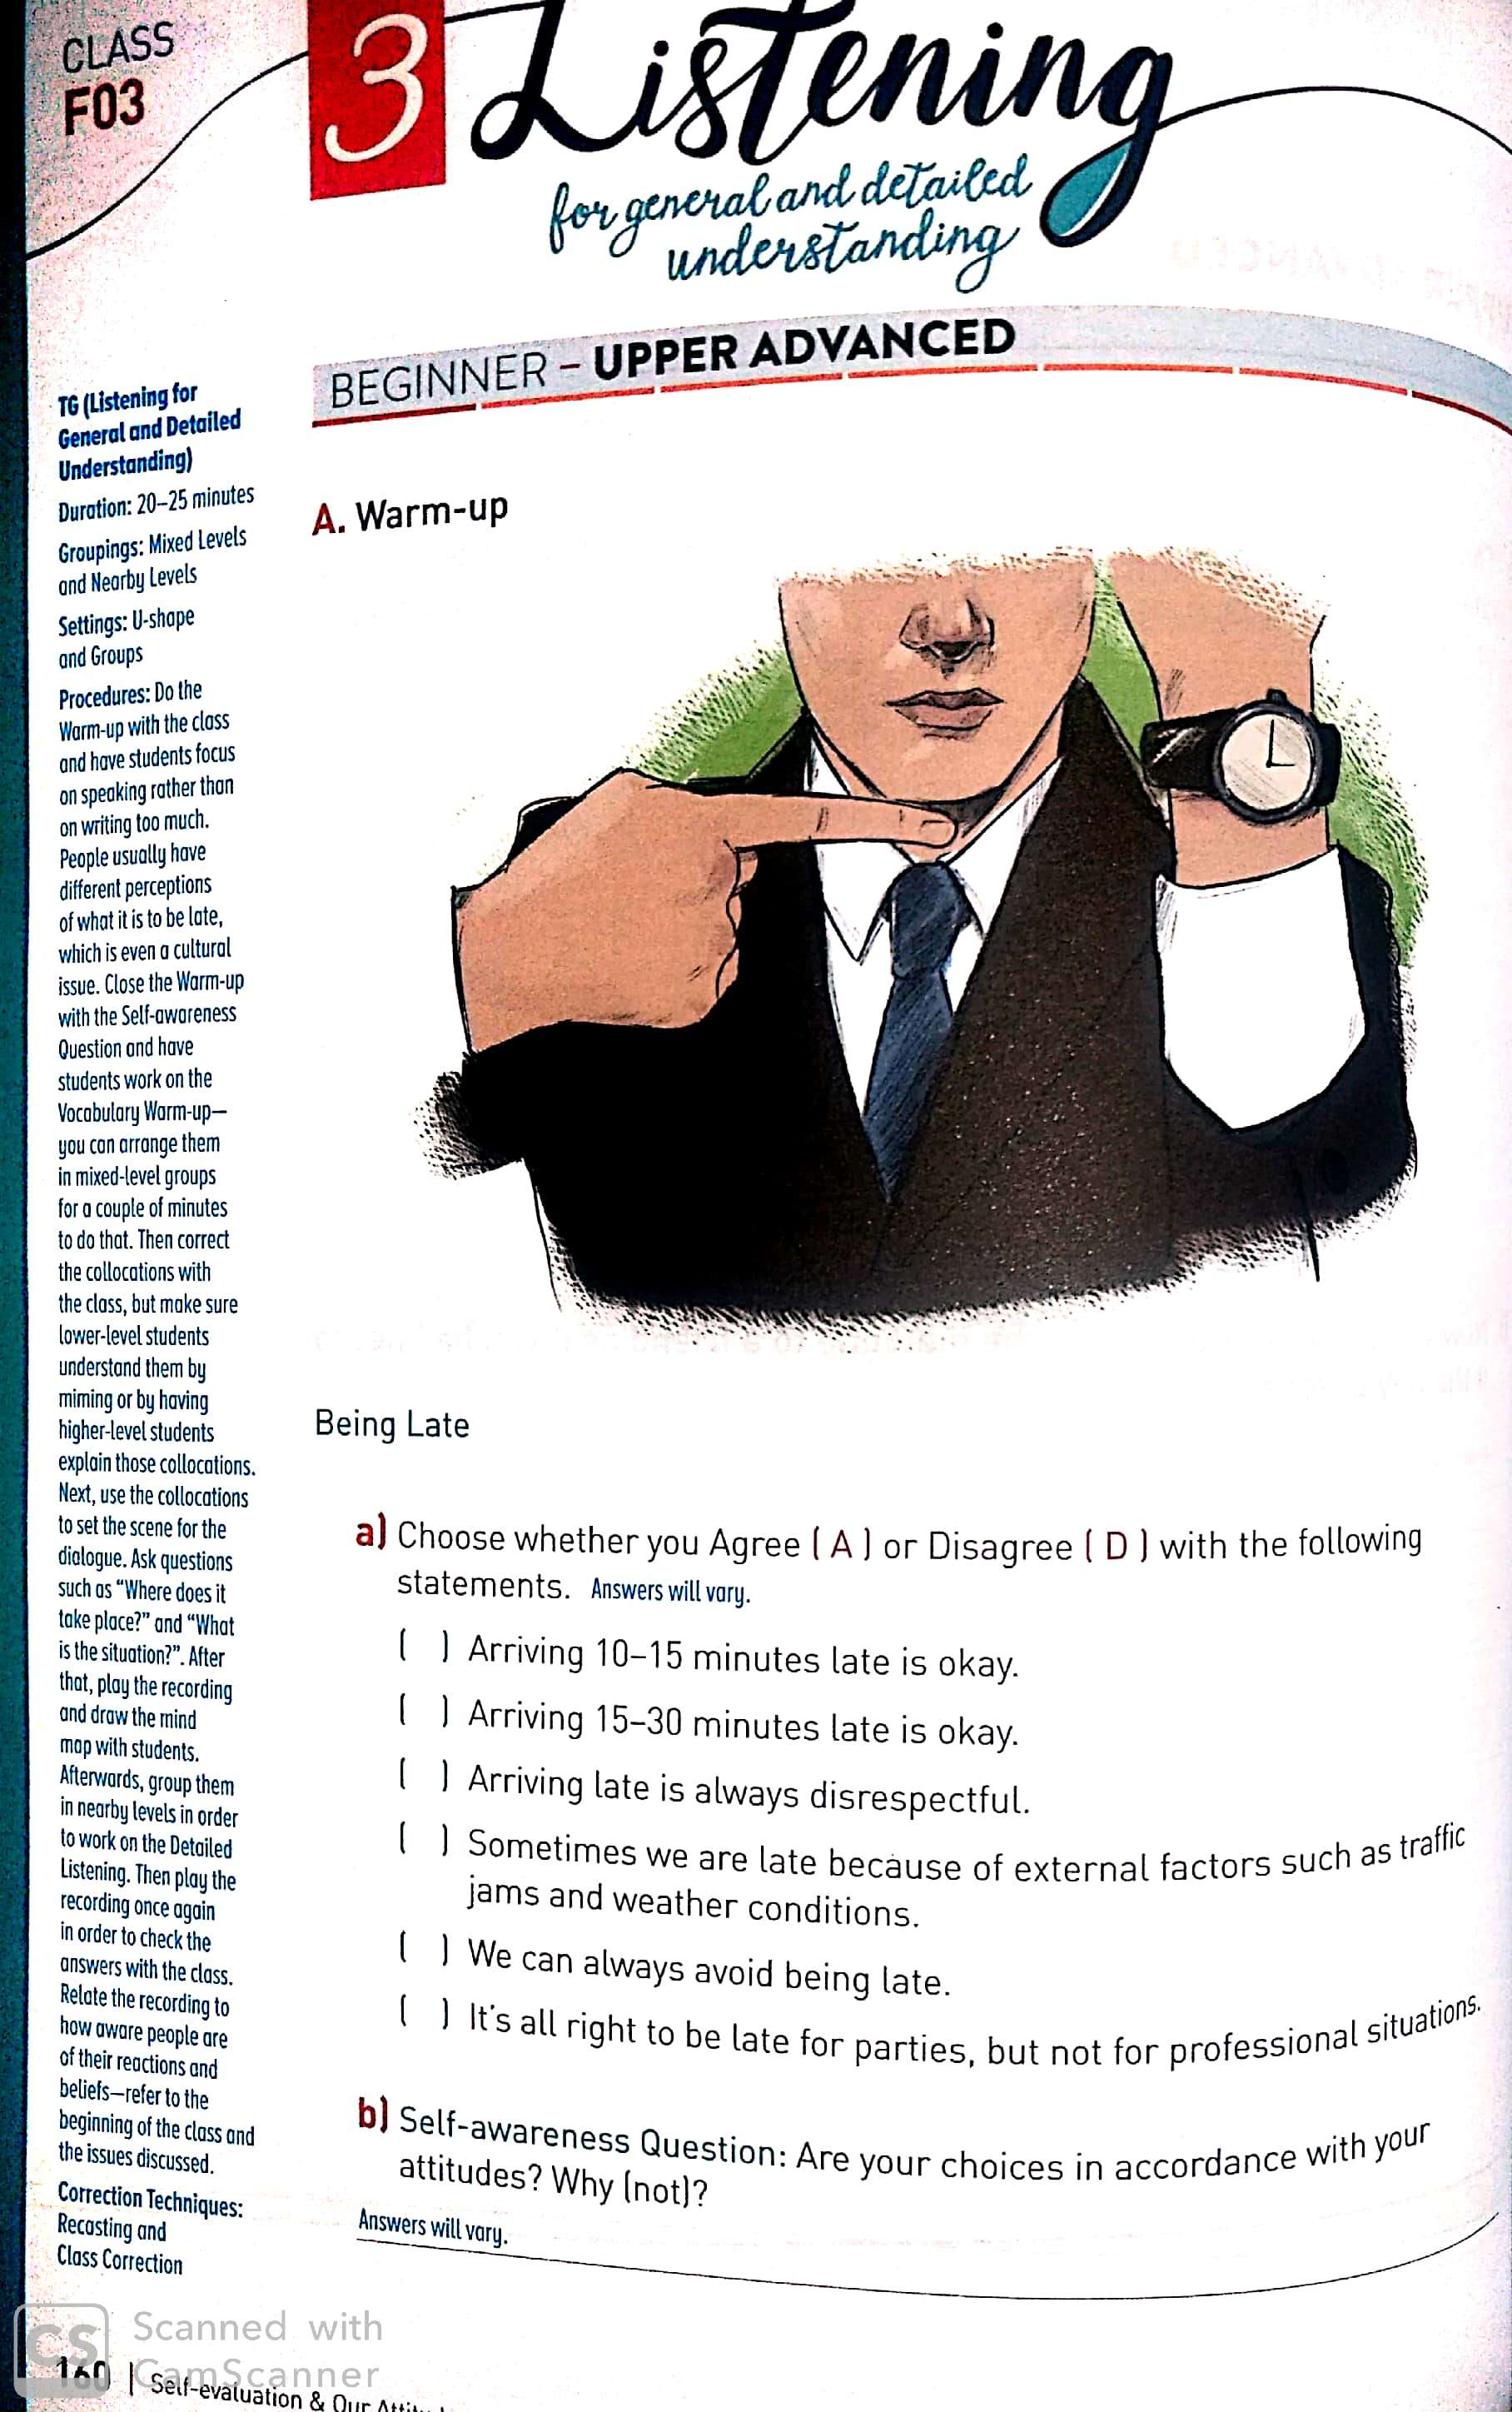 CLASS
F03
3 Listening
for general and detailed
understanding
BEGINNER – UPPER ADVANCED
TG (Listening for
General and Detailed
Understanding)
Duration: 20–25 minutes
Groupings: Mixed Levels
and Nearby Levels
Settings: U-shape
and Groups
Procedures: Do the
Warm-up with the class
and have students focus
on speaking rather than
on writing too much.
People usually have
different perceptions
of what it is to be late,
which is even a cultural
issue. Close the Warm-up
with the Self-awareness
Question and have
students work on the
Vocabulary Warm-up—
you can arrange them
in mixed-level groups
for a couple of minutes
to do that. Then correct
the collocations with
the class, but make sure
lower-level students
understand them by
miming or by having
higher-level students
explain those collocations.
Next, use the collocations
to set the scene for the
dialogue. Ask questions
such as “Where does it
take place?” and “What
is the situation?”. After
that, play the recording
and draw the mind
map with students.
Afterwards, group them
in nearby levels in order
to work on the Detailed
Listening. Then play the
recording once again
in order to check the
answers with the class.
Relate the recording to
how aware people are
of their reactions and
beliefs—refer to the
beginning of the class and
the issues discussed.
Correction Techniques:
Recasting and
Class Correction
A. Warm-up
Being Late
a) Choose whether you Agree ( A ) or Disagree ( D ) with the following
statements. Answers will vary.
( ) Arriving 10–15 minutes late is okay.
( ) Arriving 15–30 minutes late is okay.
( ) Arriving late is always disrespectful.
( ) Sometimes we are late because of external factors such as traffic
jams and weather conditions.
( ) We can always avoid being late.
( ) It's all right to be late for parties, but not for professional situations.
b) Self-awareness Question: Are your choices in accordance with your
attitudes? Why (not)?
Answers will vary.
CS Scanned with
CamScanner
160 | Self-evaluation & Our